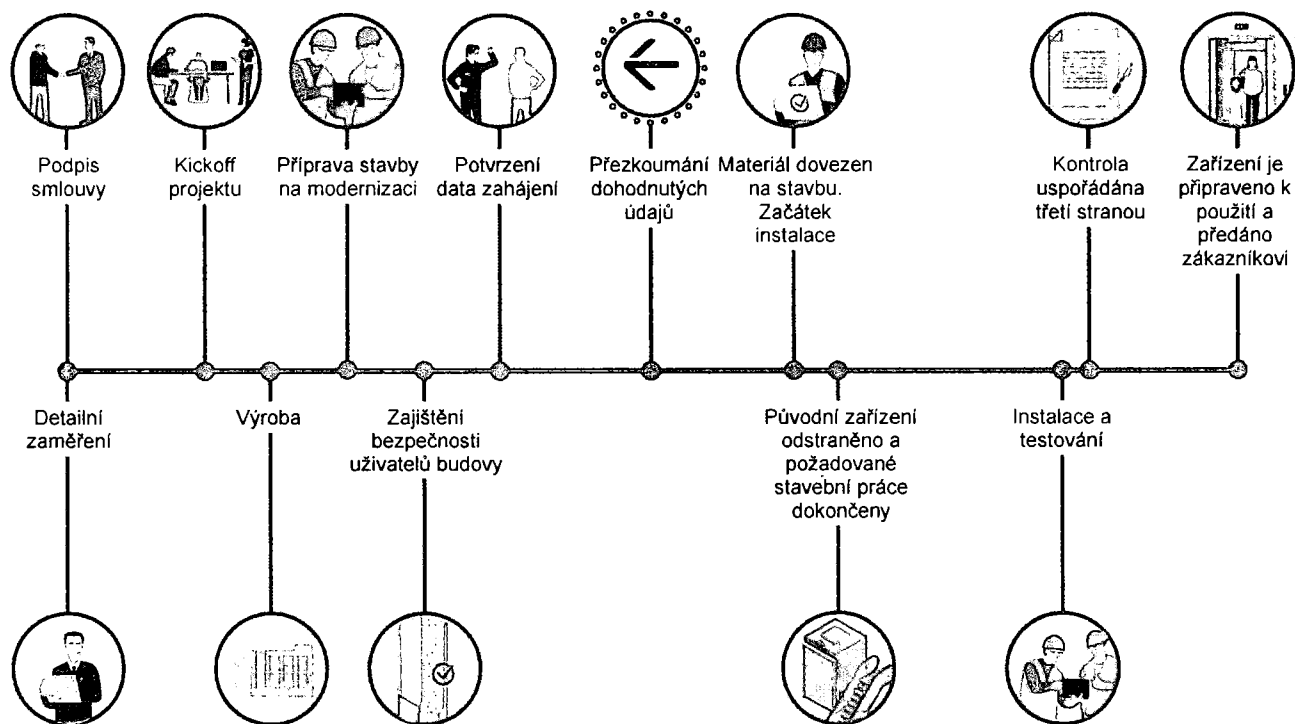 Podpis
smlouvy
Kickoff
projektu
Příprava stavby
na modernizaci
Potvrzení
data zahájení
Přezkoumání
dohodnutých
údajů
Materiál dovezen
na stavbu.
Začátek
instalace
Kontrola
uspořádána
třetí stranou
Zařízení je
připraveno k
použití a
předáno
zákazníkovi
Detailní
zaměření
Výroba
Zajištění
bezpečnosti
uživatelů budovy
Původní zařízení
odstraněno a
požadované
stavební práce
dokončeny
Instalace a
testování